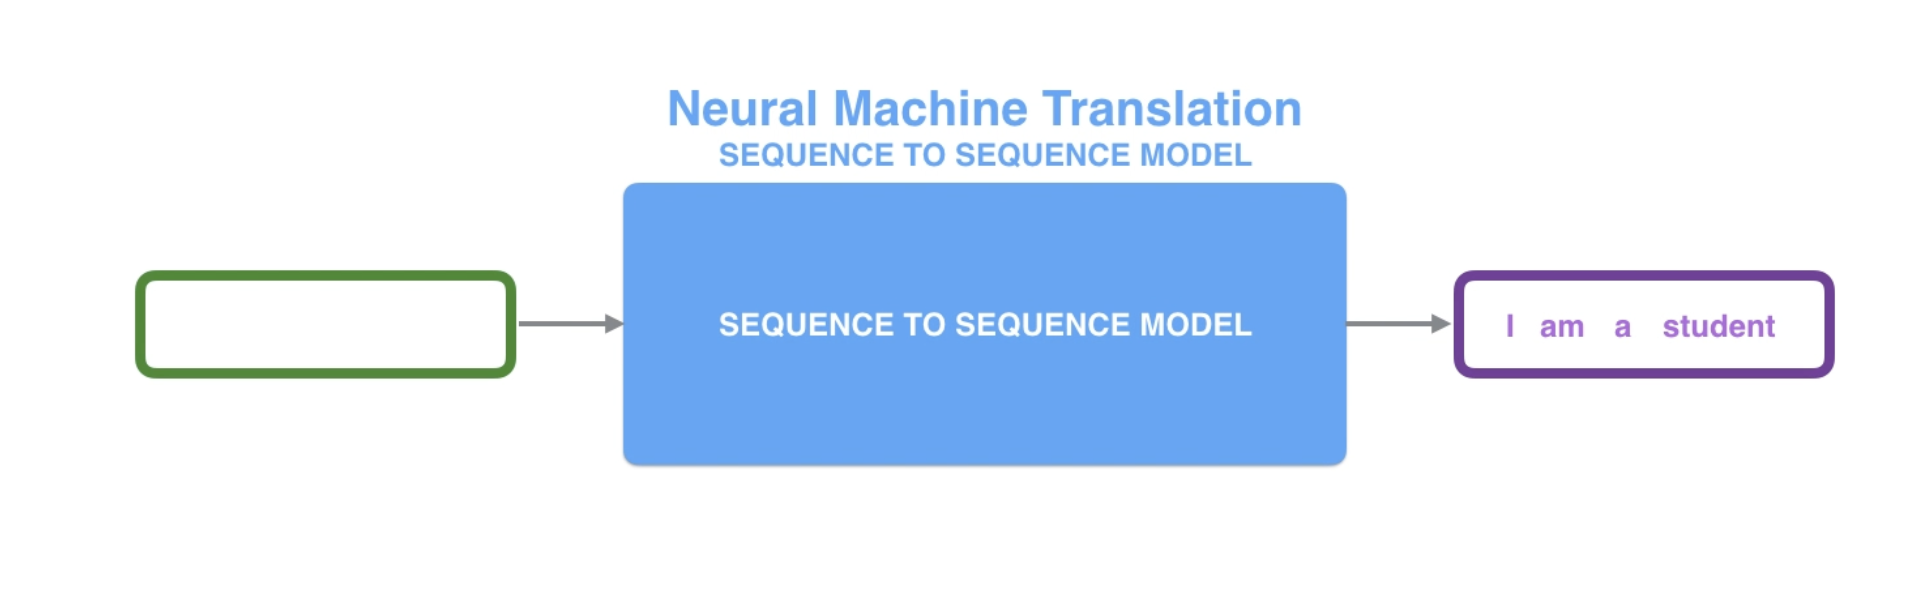 Neural Machine Translation
SEQUENCE TO SEQUENCE MODEL
SEQUENCE TO SEQUENCE MODEL
I am a student